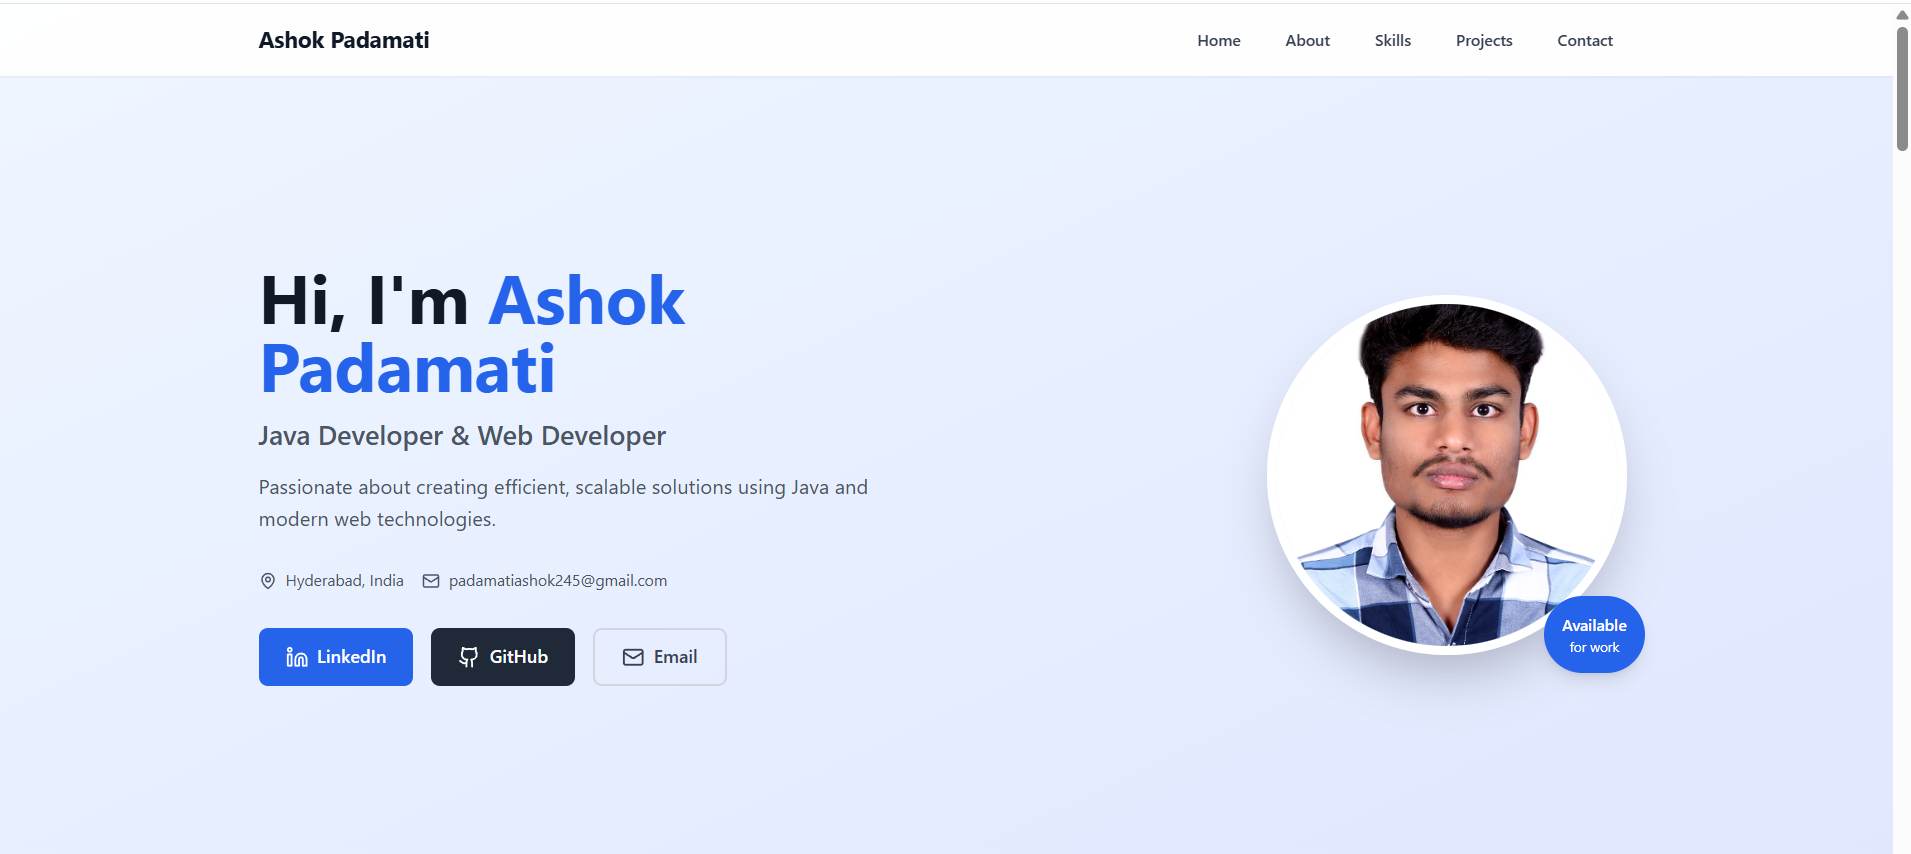 Ashok Padamati
Home
About
Skills
Projects
Contact
Hi, I'm Ashok
Padamati
Java Developer & Web Developer
Passionate about creating efficient, scalable solutions using Java and
modern web technologies.
Hyderabad, India
padamatiashok245@gmail.com
LinkedIn
GitHub
Email
Available
for work